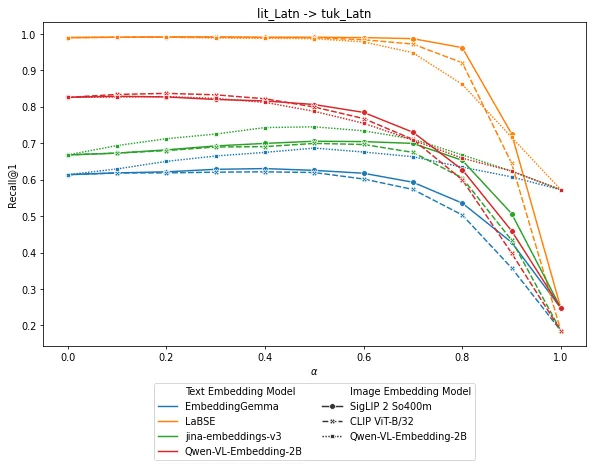 lit_Latn -> tuk_Latn
1.0
0.9
0.8
0.7
0.6
0.5
0.4
0.3
0.2
Recall@1
0.0 0.2 0.4 0.6 0.8 1.0
α
Text Embedding Model Image Embedding Model
EmbeddingGemma SigLIP 2 So400m
LaBSE CLIP ViT-B/32
jina-embeddings-v3 Qwen-VL-Embedding-2B
Qwen-VL-Embedding-2B